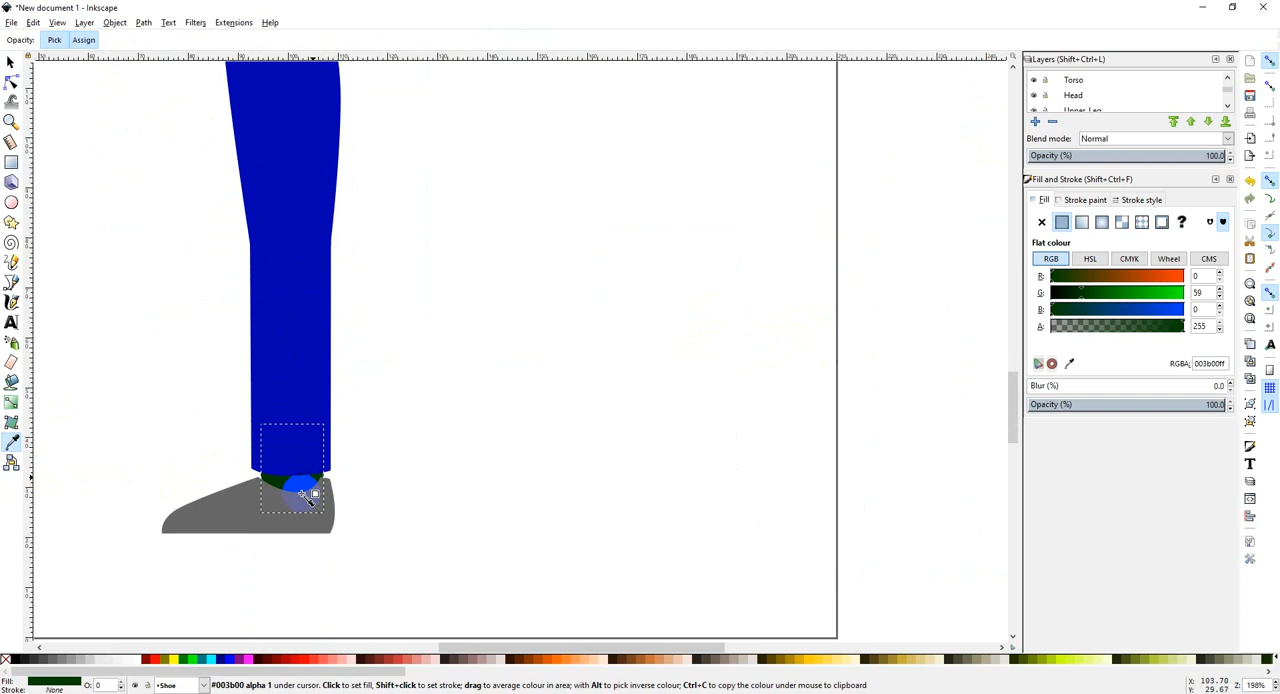 *New document 1 - Inkscape
File Edit View Layer Object Path Text Filters Extensions Help
Opacity: Pick Assign
Layers (Shift+Ctrl+L)
Torso
Head
Upper Leg
Blend mode: Normal
Opacity (%) 100.0
Fill and Stroke (Shift+Ctrl+F)
Fill Stroke paint Stroke style
Flat colour
RGB HSL CMYK Wheel CMS
R: 0
G: 59
B: 0
A: 255
RGBA: 003b00ff
Blur (%) 0.0
Opacity (%) 100.0
Fill:
Stroke: None
O: 0
•Shoe
#003b00 alpha 1 under cursor. Click to set fill, Shift+click to set stroke; drag to average colour in area; with Alt to pick inverse colour; Ctrl+C to copy the colour under mouse to clipboard
X: 103.70
Y: 29.67
Z: 198%